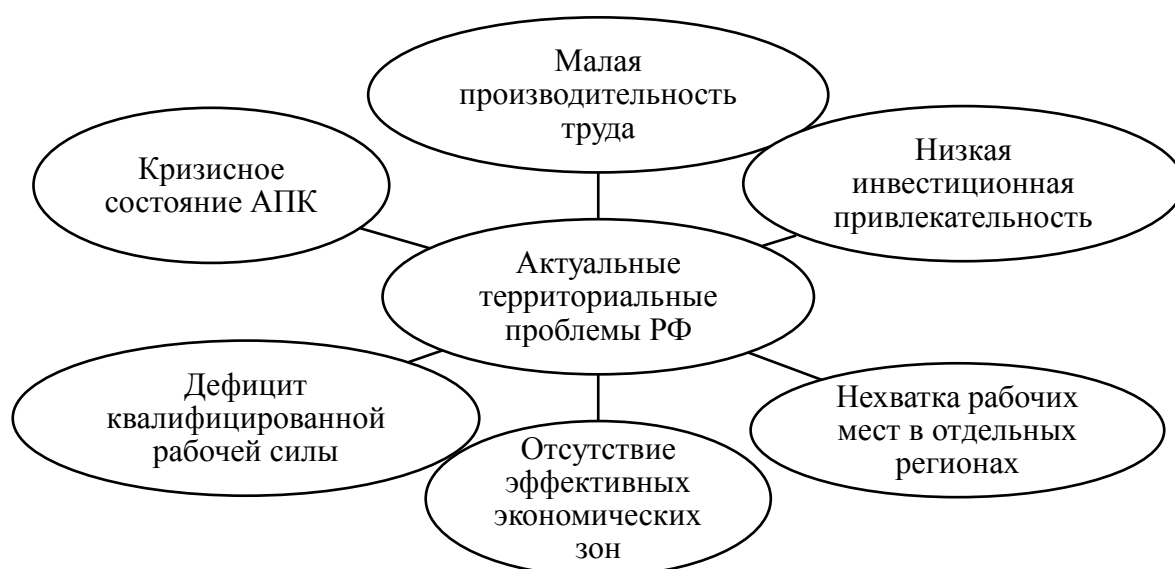 Малая
производительность
труда
Кризисное
состояние АПК
Низкая
инвестиционная
привлекательность
Актуальные
территориальные
проблемы РФ
Дефицит
квалифицированной
рабочей силы
Отсутствие
эффективных
экономических
зон
Нехватка рабочих
мест в отдельных
регионах